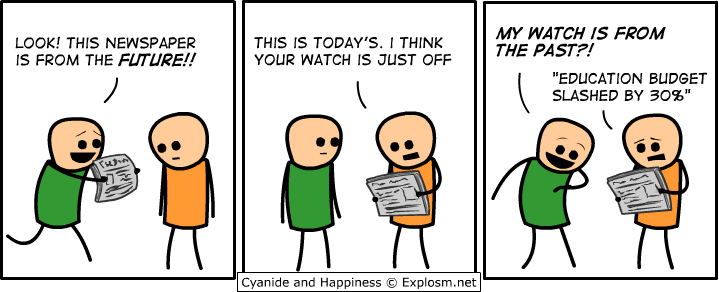 LOOK! THIS NEWSPAPER
IS FROM THE FUTURE!!
THIS IS TODAY'S. I THINK
YOUR WATCH IS JUST OFF
MY WATCH IS FROM
THE PAST?!
"EDUCATION BUDGET
SLASHED BY 30%"
Cyanide and Happiness © Explosm.net